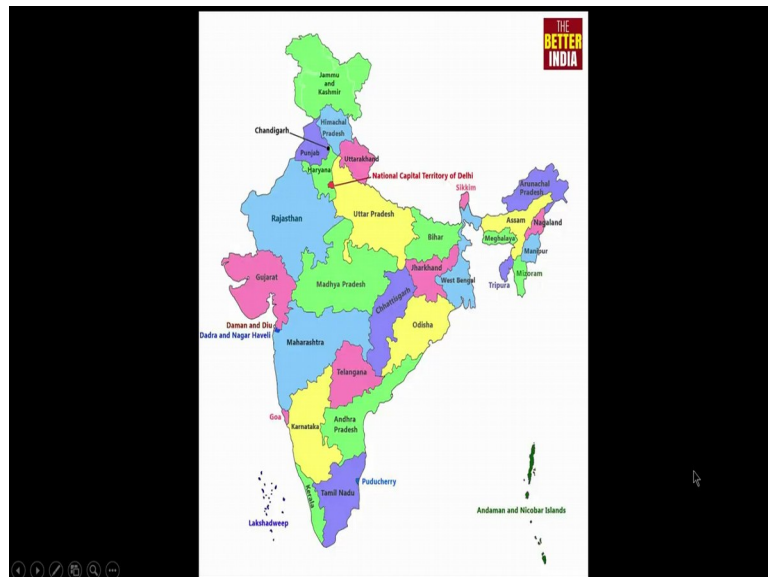 THE
BETTER
INDIA
Jammu
and
Kashmir
Himachal
Pradesh
Chandigarh
Punjab
Uttarakhand
Haryana
National Capital Territory of Delhi
Sikkim
Arunachal
Pradesh
Rajasthan
Uttar Pradesh
Assam
Nagaland
Bihar
Meghalaya
Manipur
Jharkhand
Gujarat
Madhya Pradesh
West Bengal
Tripura
Mizoram
Chhattisgarh
Daman and Diu
Dadra and Nagar Haveli
Odisha
Maharashtra
Telangana
Goa
Karnataka
Andhra
Pradesh
Kerala
Tamil Nadu
Puducherry
Lakshadweep
Andaman and Nicobar Islands